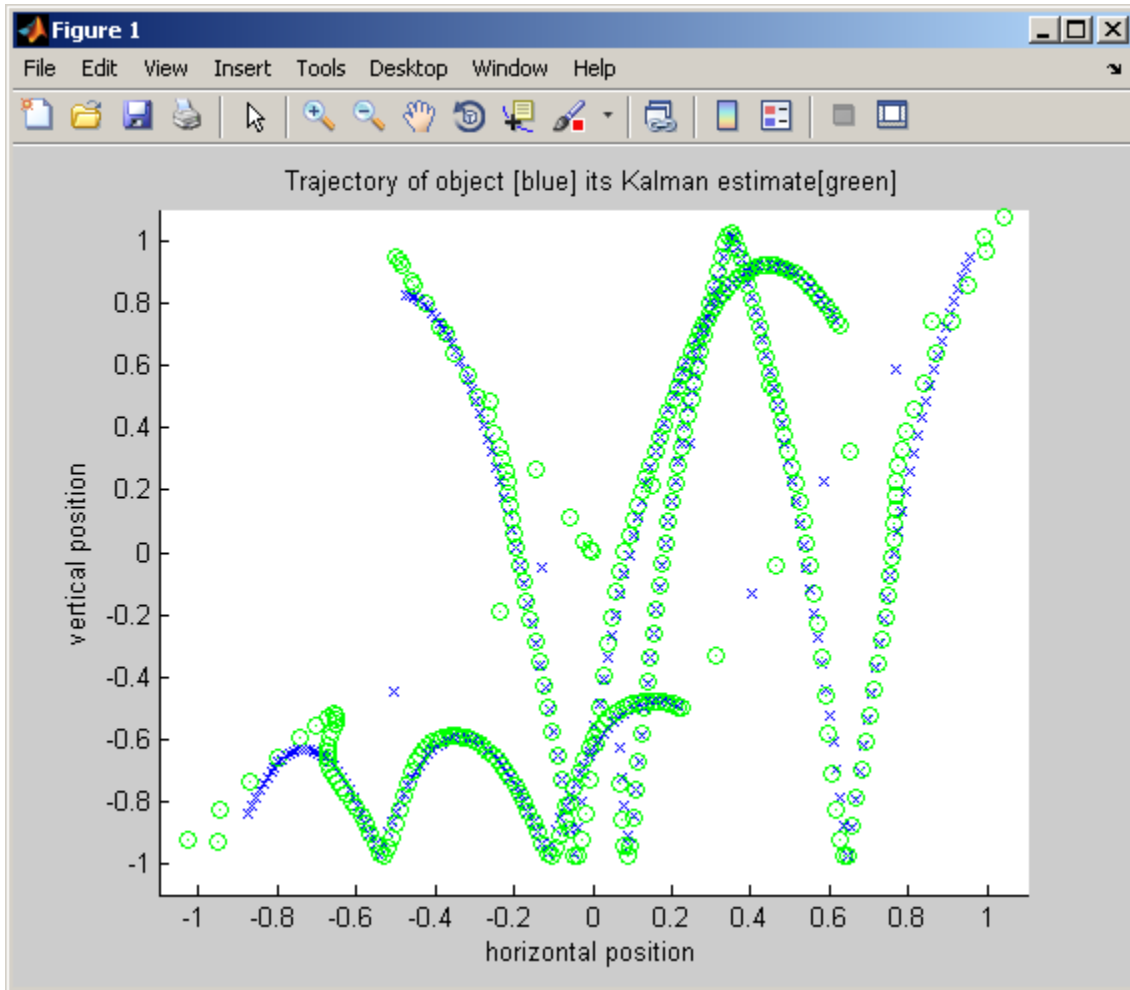 Figure 1
File Edit View Insert Tools Desktop Window Help
Trajectory of object [blue] its Kalman estimate[green]
1
0.8
0.6
0.4
0.2
0
-0.2
-0.4
-0.6
-0.8
-1
vertical position
-1 -0.8 -0.6 -0.4 -0.2 0 0.2 0.4 0.6 0.8 1
horizontal position